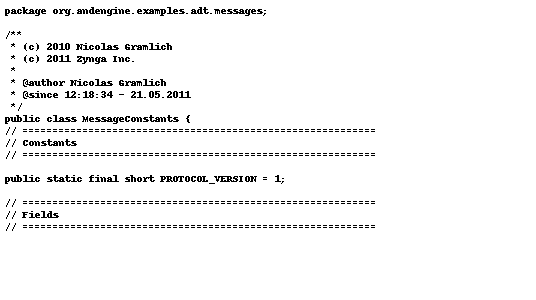 package org.andengine.examples.adt.messages;
/**
 * (c) 2010 Nicolas Gramlich
 * (c) 2011 Zynga Inc.
 *
 * @author Nicolas Gramlich
 * @since 12:18:34 - 21.05.2011
 */
public class MessageConstants {
// ===========================================================
// Constants
// ===========================================================
public static final short PROTOCOL_VERSION = 1;
// ===========================================================
// Fields
// ===========================================================